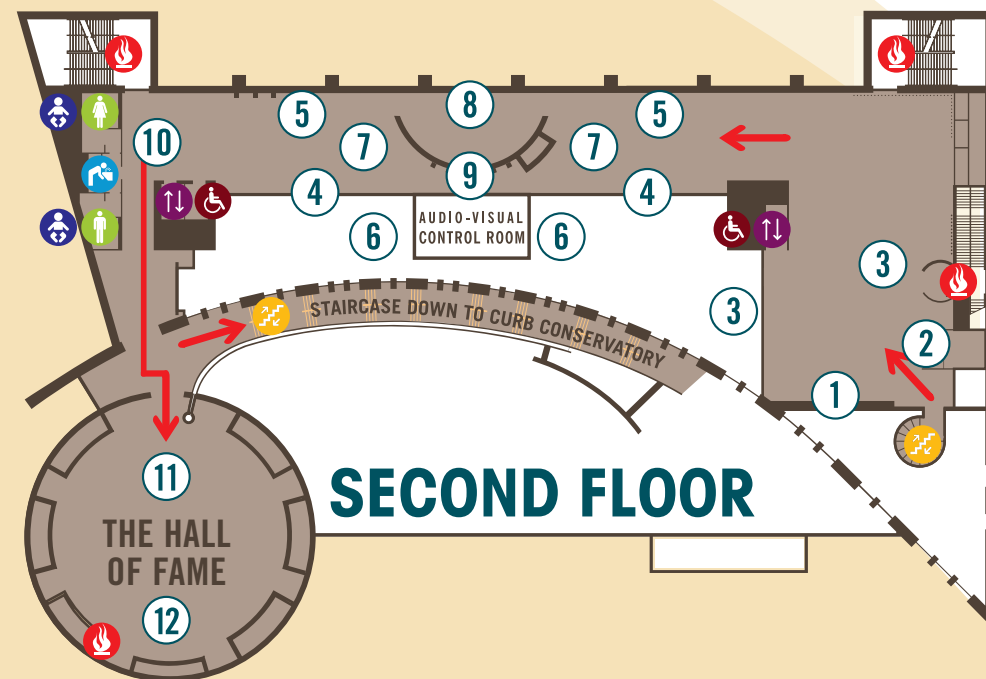 8
5
5
10
7
7
9
4
4
AUDIO-VISUAL
CONTROL ROOM
6
6
3
3
STAIRCASE DOWN TO CURB CONSERVATORY
2
1
11
SECOND FLOOR
THE HALL
OF FAME
12